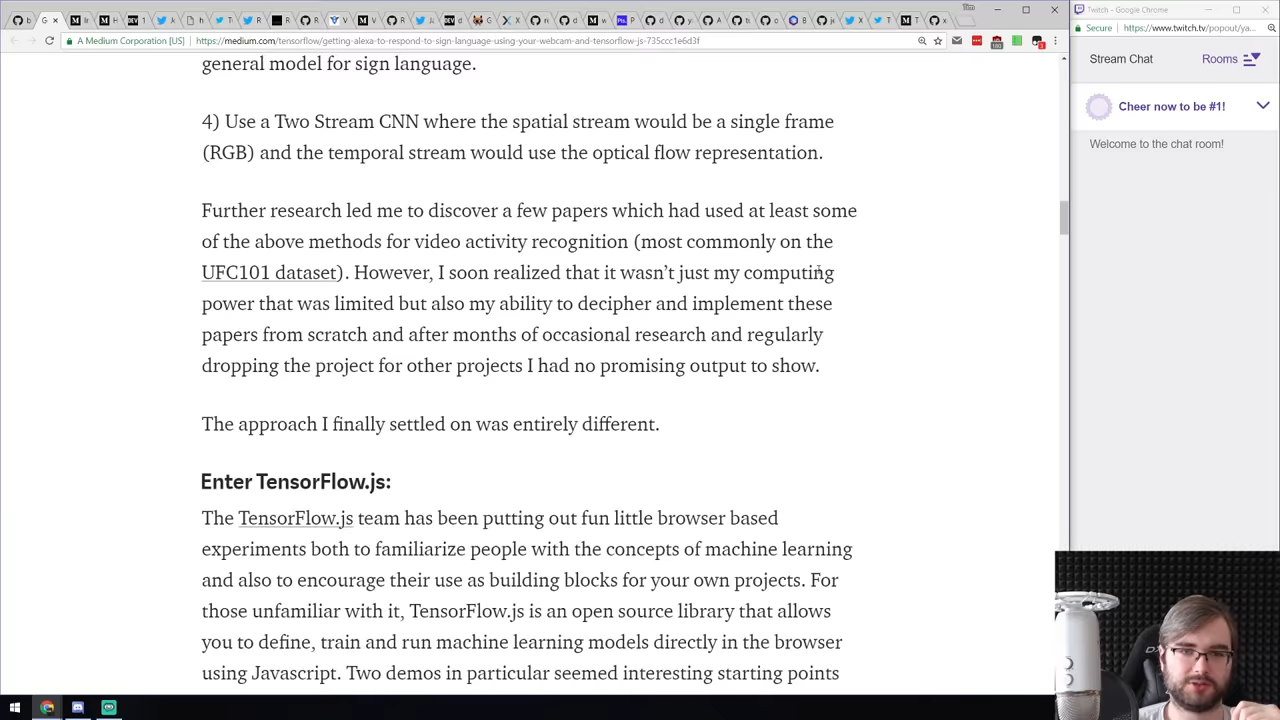 Tim
A Medium Corporation [US]
https://medium.com/tensorflow/getting-alexa-to-respond-to-sign-language-using-your-webcam-and-tensorflow-js-735ccc1e6d3f
general model for sign language.
4) Use a Two Stream CNN where the spatial stream would be a single frame
(RGB) and the temporal stream would use the optical flow representation.
Further research led me to discover a few papers which had used at least some
of the above methods for video activity recognition (most commonly on the
UFC101 dataset). However, I soon realized that it wasn’t just my computing
power that was limited but also my ability to decipher and implement these
papers from scratch and after months of occasional research and regularly
dropping the project for other projects I had no promising output to show.
The approach I finally settled on was entirely different.
Enter TensorFlow.js:
The TensorFlow.js team has been putting out fun little browser based
experiments both to familiarize people with the concepts of machine learning
and also to encourage their use as building blocks for your own projects. For
those unfamiliar with it, TensorFlow.js is an open source library that allows
you to define, train and run machine learning models directly in the browser
using Javascript. Two demos in particular seemed interesting starting points
Twitch - Google Chrome
Secure
https://www.twitch.tv/popout/ya...
Stream Chat
Rooms
Cheer now to be #1!
Welcome to the chat room!